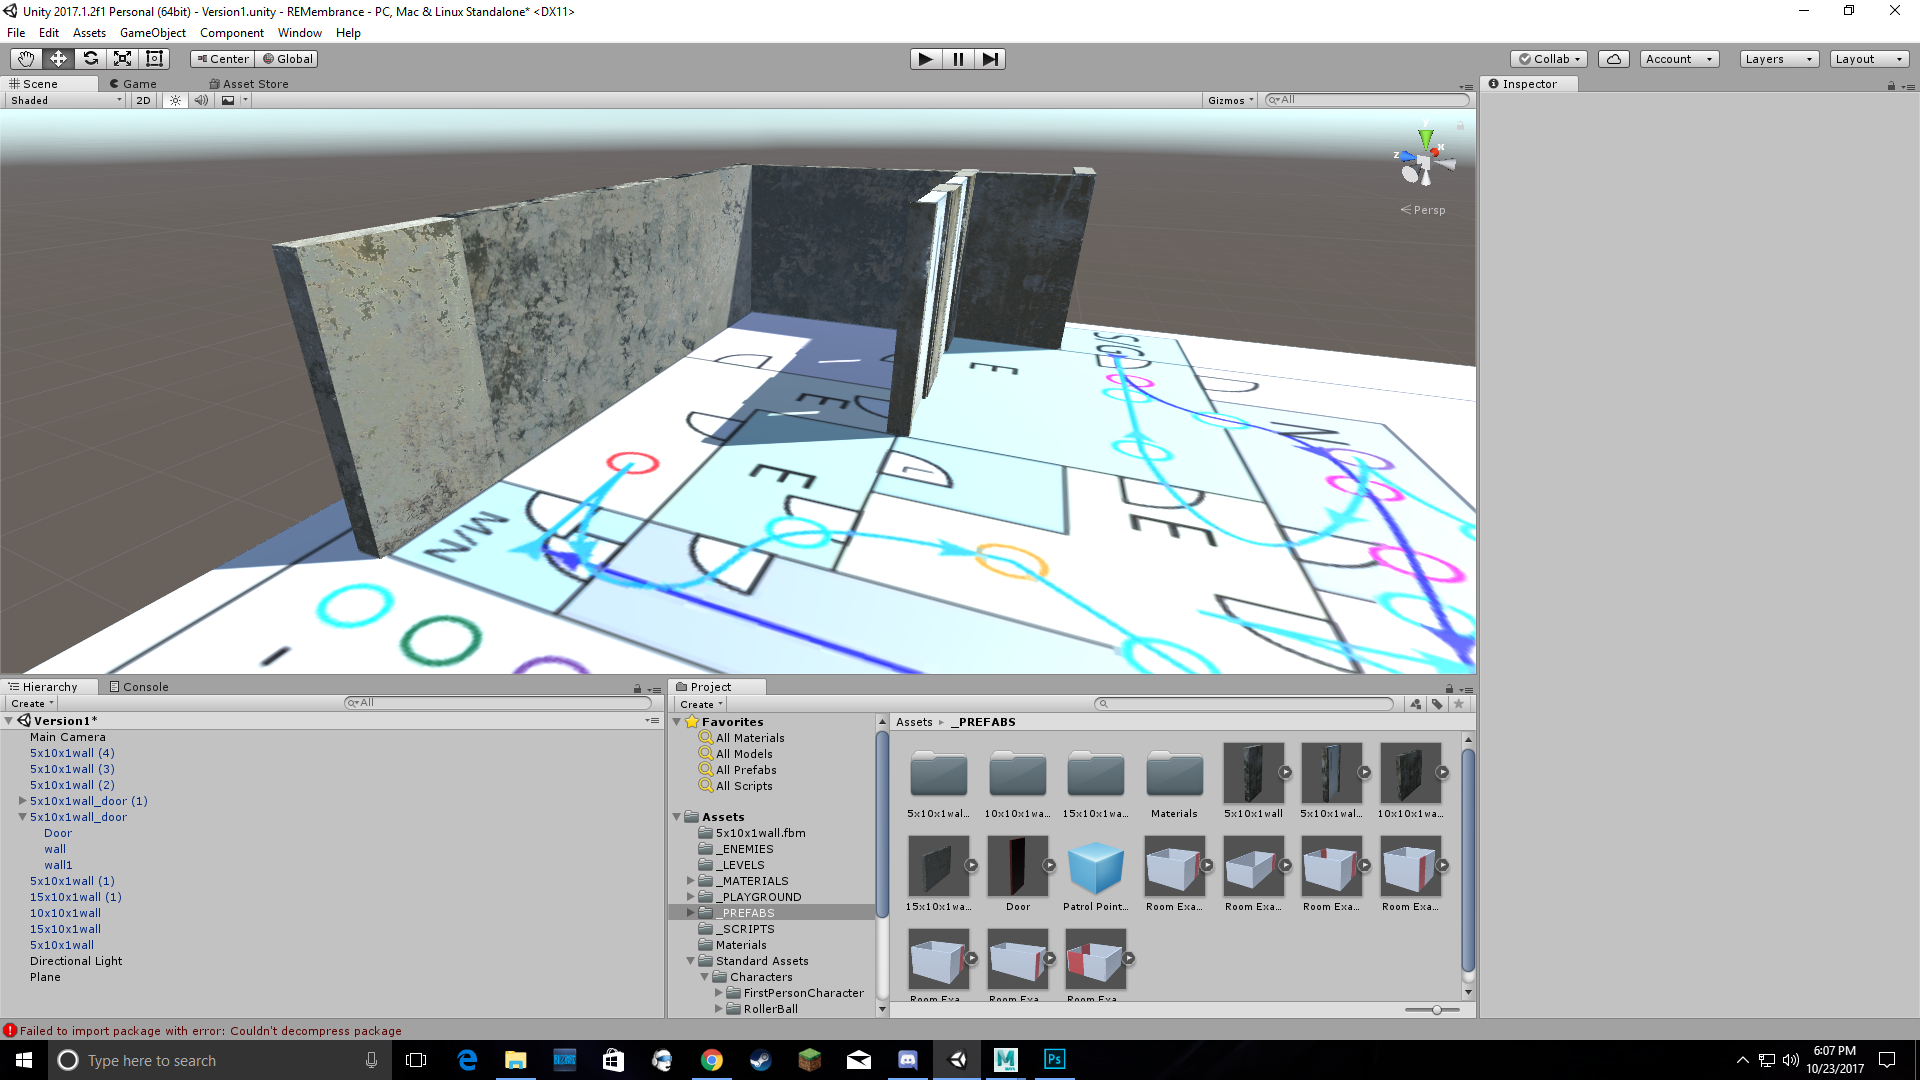 Unity 2017.1.2f1 Personal (64bit) - Version1.unity - REMembrance - PC, Mac & Linux Standalone* <DX11>
File Edit Assets GameObject Component Window Help
Center Global
Collab Account Layers Layout
Scene Game Asset Store
Inspector
Shaded 2D
Gizmos All
y
x
z
Persp
SIG
E
E
E
N
L
DE
M/N
Hierarchy Console
Create All
Version1*
Main Camera
5x10x1wall (4)
5x10x1wall (3)
5x10x1wall (2)
5x10x1wall_door (1)
5x10x1wall_door
Door
wall
wall1
5x10x1wall (1)
15x10x1wall (1)
10x10x1wall
15x10x1wall
5x10x1wall
Directional Light
Plane
Project
Create
Favorites
All Materials
All Models
All Prefabs
All Scripts
Assets
5x10x1wall.fbm
_ENEMIES
_LEVELS
_MATERIALS
_PLAYGROUND
_PREFABS
_SCRIPTS
Materials
Standard Assets
Characters
FirstPersonCharacter
RollerBall
Assets _PREFABS
5x10x1wal... 10x10x1wa... 15x10x1wa... Materials 5x10x1wall 5x10x1wal... 10x10x1wa...
15x10x1wa... Door Patrol Point... Room Exa... Room Exa... Room Exa... Room Exa...
Room Exa... Room Exa... Room Exa...
Failed to import package with error: Couldn't decompress package
Type here to search
Ps
6:07 PM
10/23/2017